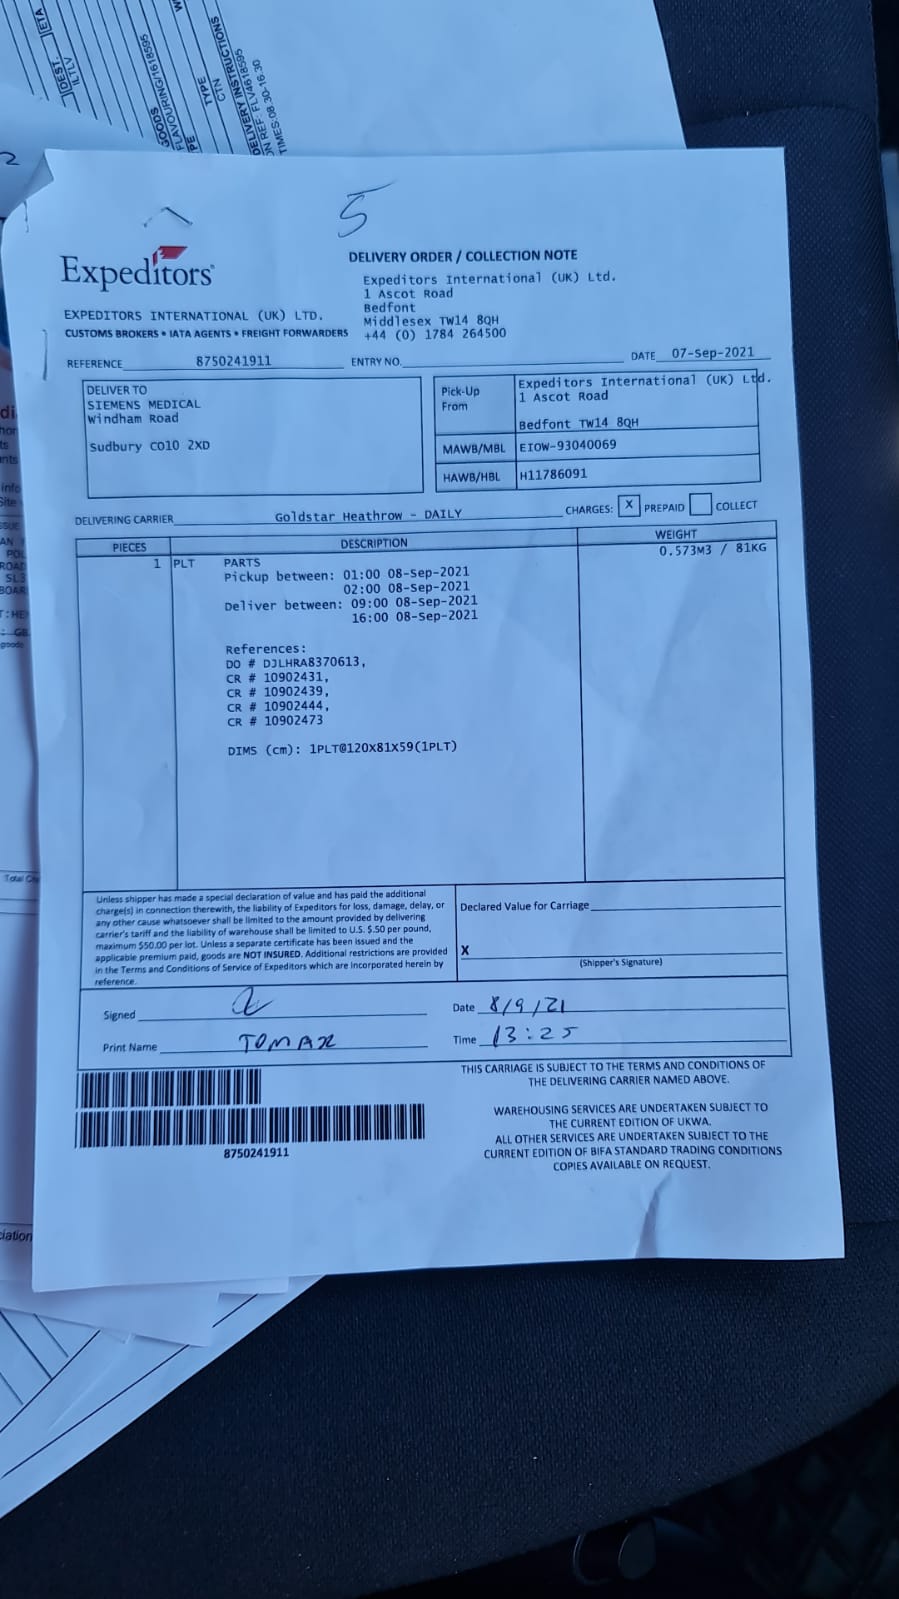 DEST.
ETA
ILTLV
GOODS
FLAVOURING/1618595
TYPE
CTN
DELIVERY INSTRUCTIONS
REF: FLV4618595
TIMES:08.30-16.30
5
Expeditors
DELIVERY ORDER / COLLECTION NOTE
Expeditors International (UK) Ltd.
1 Ascot Road
Bedfont
Middlesex TW14 8QH
+44 (0) 1784 264500
EXPEDITORS INTERNATIONAL (UK) LTD.
CUSTOMS BROKERS • IATA AGENTS • FREIGHT FORWARDERS
REFERENCE 8750241911 ENTRY NO. DATE 07-Sep-2021
DELIVER TO
SIEMENS MEDICAL
Windham Road
Sudbury CO10 2XD
Pick-Up From
Expeditors International (UK) Ltd.
1 Ascot Road
Bedfont TW14 8QH
MAWB/MBL EIOW-93040069
HAWB/HBL H11786091
DELIVERING CARRIER Goldstar Heathrow - DAILY CHARGES: X PREPAID COLLECT
PIECES DESCRIPTION WEIGHT
1 PLT PARTS 0.573M3 / 81KG
Pickup between: 01:00 08-Sep-2021
02:00 08-Sep-2021
Deliver between: 09:00 08-Sep-2021
16:00 08-Sep-2021
References:
DO # DJLHRA8370613,
CR # 10902431,
CR # 10902439,
CR # 10902444,
CR # 10902473
DIMS (cm): 1PLT@120X81X59(1PLT)
Unless shipper has made a special declaration of value and has paid the additional
charge(s) in connection therewith, the liability of Expeditors for loss, damage, delay, or
any other cause whatsoever shall be limited to the amount provided by delivering
carrier's tariff and the liability of warehouse shall be limited to U.S. $.50 per pound,
maximum $50.00 per lot. Unless a separate certificate has been issued and the
applicable premium paid, goods are NOT INSURED. Additional restrictions are provided
in the Terms and Conditions of Service of Expeditors which are incorporated herein by
reference.
Declared Value for Carriage
X
(Shipper's Signature)
Signed
Date 8/9/21
Print Name TOMAX
Time 13:25
8750241911
THIS CARRIAGE IS SUBJECT TO THE TERMS AND CONDITIONS OF
THE DELIVERING CARRIER NAMED ABOVE.
WAREHOUSING SERVICES ARE UNDERTAKEN SUBJECT TO
THE CURRENT EDITION OF UKWA.
ALL OTHER SERVICES ARE UNDERTAKEN SUBJECT TO THE
CURRENT EDITION OF BIFA STANDARD TRADING CONDITIONS
COPIES AVAILABLE ON REQUEST.